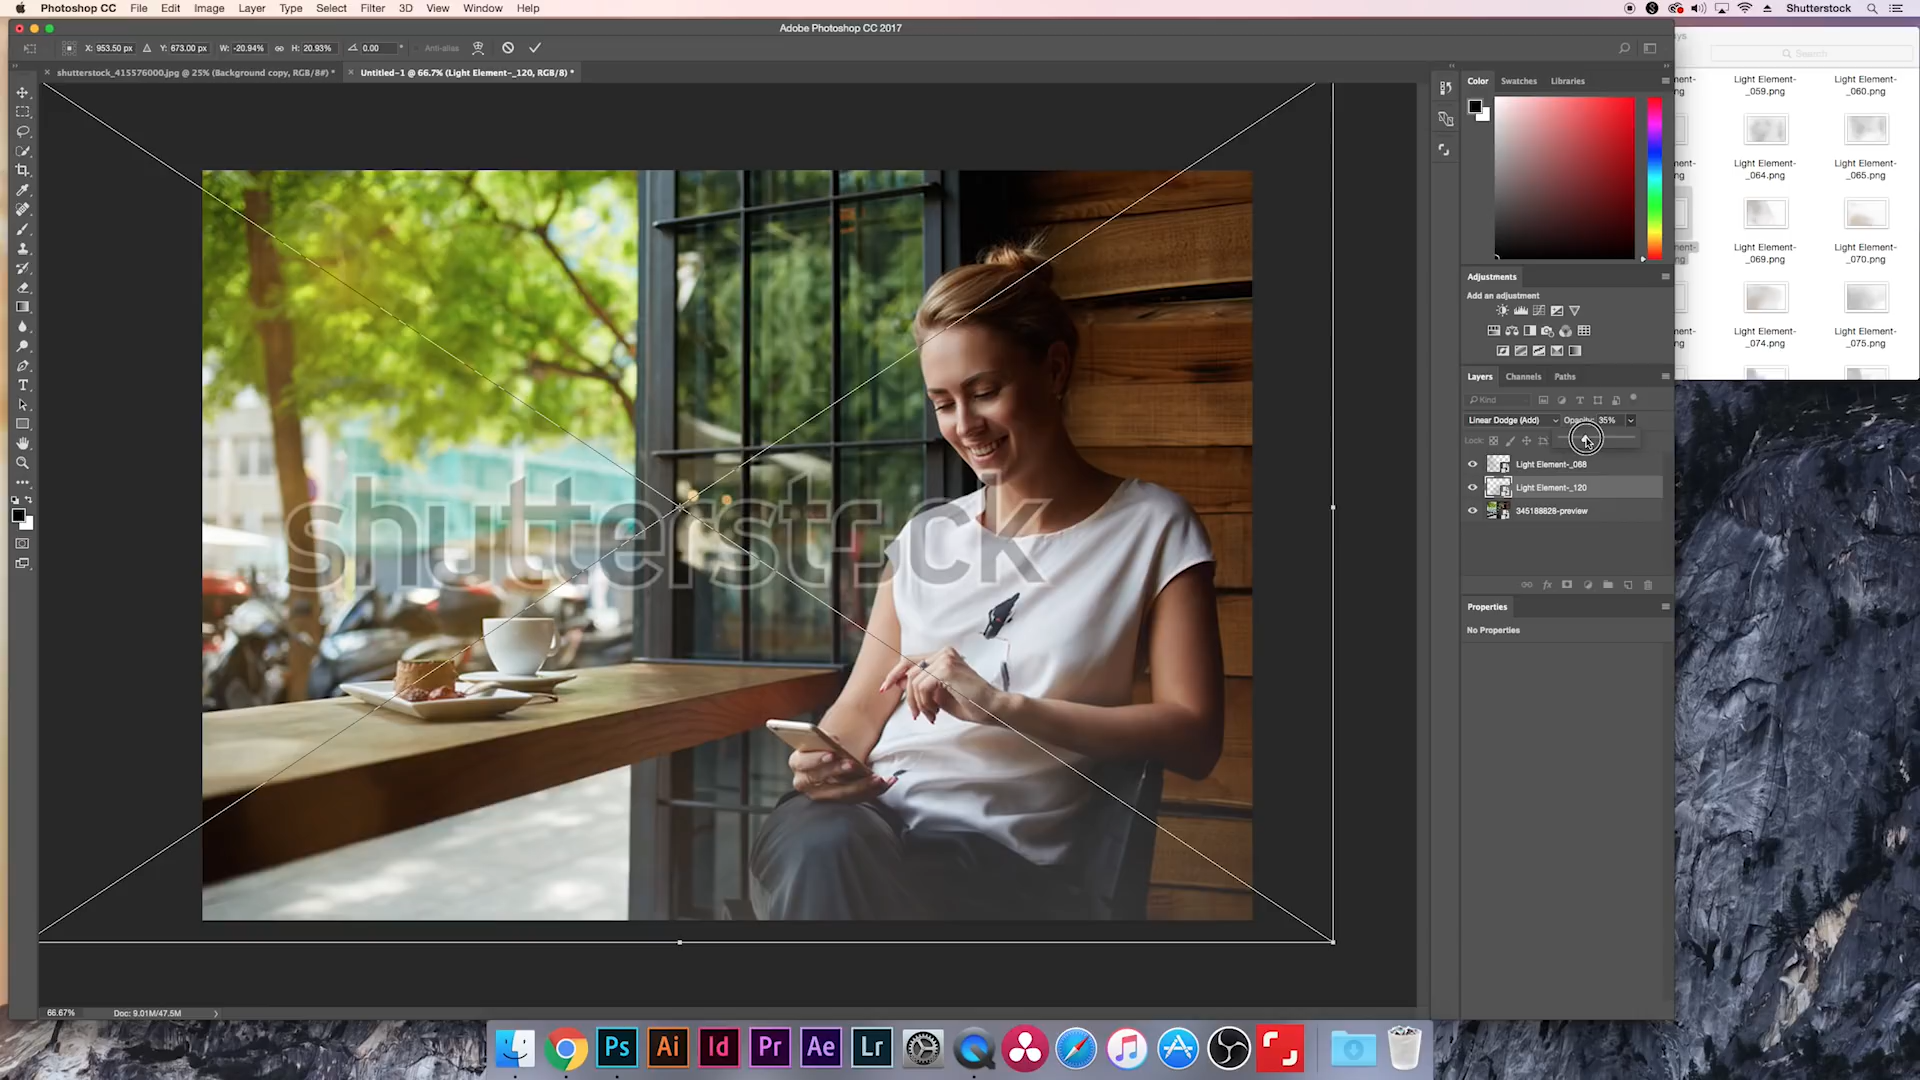 Photoshop CC File Edit Image Layer Type Select Filter 3D View Window Help Shutterstock
Adobe Photoshop CC 2017
X: 953.50 px Y: 673.00 px W: -20.94% H: 20.93% 0.00 ° Anti-alias
shutterstock_415576000.jpg @ 25% (Background copy, RGB/8#) *
Untitled-1 @ 66.7% (Light Element-_120, RGB/8) *
Search
Color Swatches Libraries
Light Element-_059.png
Light Element-_060.png
Light Element-_064.png
Light Element-_065.png
Light Element-_069.png
Light Element-_070.png
Light Element-_074.png
Light Element-_075.png
Adjustments
Add an adjustment
Layers Channels Paths
Kind
Linear Dodge (Add) Opacity: 35%
Lock:
Light Element-_068
Light Element-_120
345188828-preview
Properties
No Properties
shutterstock
66.67% Doc: 9.01M/47.5M
Ps Ai Id Pr Ae Lr